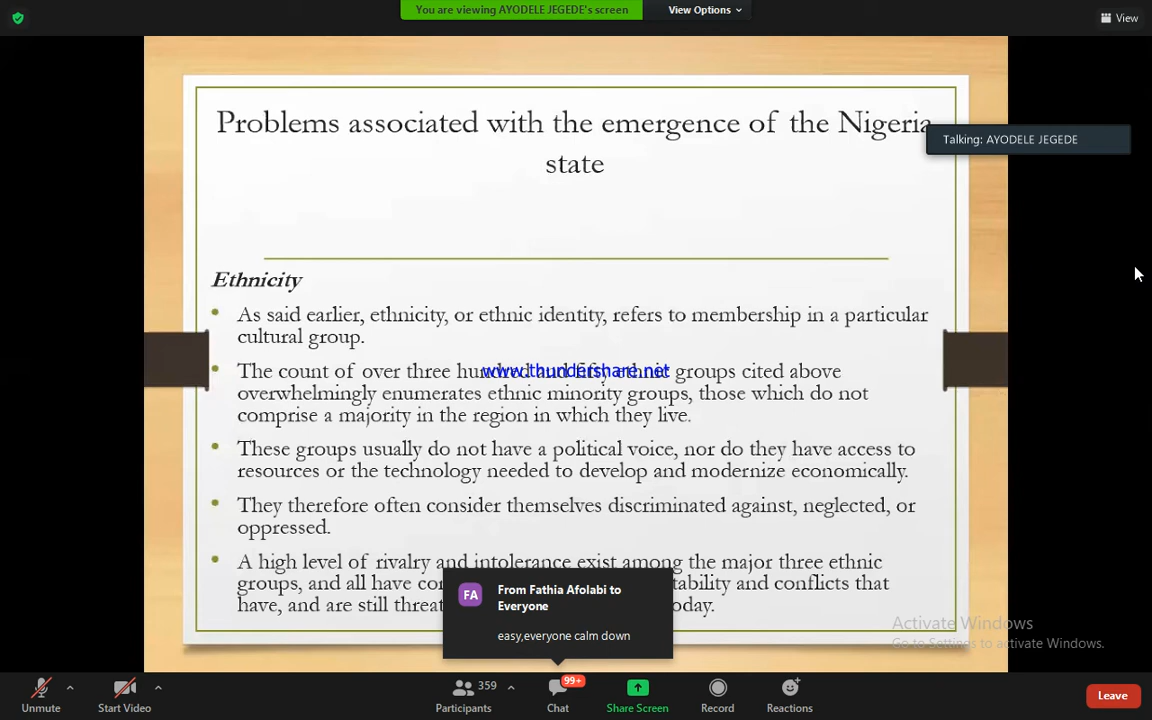 You are viewing AYODELE JEGEDE's screen
View Options
View
Problems associated with the emergence of the Nigeria
state
Talking: AYODELE JEGEDE
Ethnicity
As said earlier, ethnicity, or ethnic identity, refers to membership in a particular
cultural group.
The count of over three hundred and fifty ethnic groups cited above
www.thundershare.net
overwhelmingly enumerates ethnic minority groups, those which do not
comprise a majority in the region in which they live.
These groups usually do not have a political voice, nor do they have access to
resources or the technology needed to develop and modernize economically.
They therefore often consider themselves discriminated against, neglected, or
oppressed.
A high level of rivalry and intolerance exist among the major three ethnic
groups, and all have tability and conflicts that
have, and are still oday.
FA
From Fathia Afolabi to
Everyone
easy,everyone calm down
Activate Windows
Go to Settings to activate Windows.
Unmute
Start Video
359
Participants
99+
Chat
Share Screen
Record
Reactions
Leave